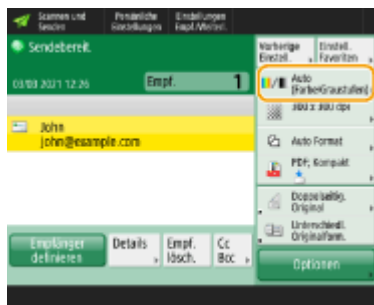 Scannen und Senden
Persönliche Einstellungen
Einstellungen Empf./Weiterl.
Sendebereit.
03/03 2021 12:26
Empf. 1
John
john@example.com
Empfänger definieren
Details
Empf. lösch.
Cc Bcc
Vorherige Einstell.
Einstell. Favoriten
Auto (Farbe/Graustufen)
300 x 300 dpi
Auto Format
PDF; Kompakt
Doppelseitig. Original
Unterschiedl. Originalform.
Optionen